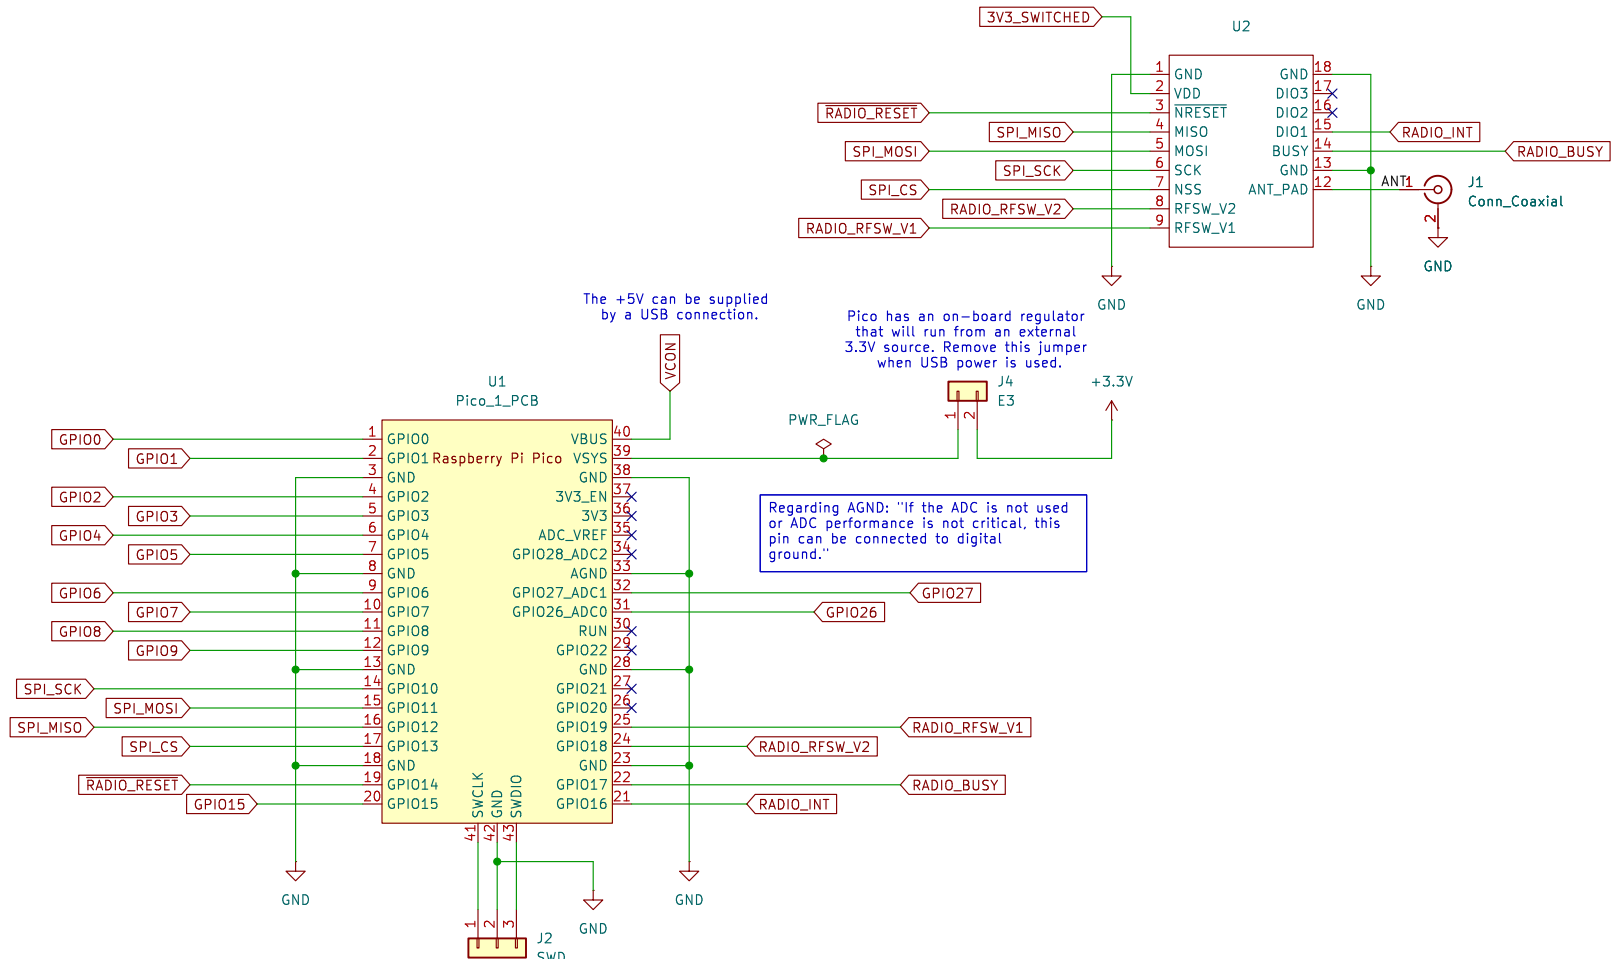 3V3_SWITCHED
U2
1 GND GND 18
2 VDD DIO3 17
RADIO_RESET 3 NRESET DIO2 16
SPI_MISO 4 MISO DIO1 15 RADIO_INT
SPI_MOSI 5 MOSI BUSY 14 RADIO_BUSY
SPI_SCK 6 SCK GND 13
SPI_CS 7 NSS ANT_PAD 12 ANT 1 J1
Conn_Coaxial
RADIO_RFSW_V2 8 RFSW_V2 2
RADIO_RFSW_V1 9 RFSW_V1
GND
GND
GND
The +5V can be supplied
by a USB connection.
VCON
Pico has an on-board regulator
that will run from an external
3.3V source. Remove this jumper
when USB power is used.
J4
E3
1 2
+3.3V
PWR_FLAG
U1
Pico_1_PCB
Raspberry Pi Pico
GPIO0 1 GPIO0 VBUS 40
GPIO1 2 GPIO1 VSYS 39
3 GND GND 38
GPIO2 4 GPIO2 3V3_EN 37
GPIO3 5 GPIO3 3V3 36
GPIO4 6 GPIO4 ADC_VREF 35
GPIO5 7 GPIO5 GPIO28_ADC2 34
8 GND AGND 33
GPIO6 9 GPIO6 GPIO27_ADC1 32 GPIO27
GPIO7 10 GPIO7 GPIO26_ADC0 31 GPIO26
GPIO8 11 GPIO8 RUN 30
GPIO9 12 GPIO9 GPIO22 29
13 GND GND 28
SPI_SCK 14 GPIO10 GPIO21 27
SPI_MOSI 15 GPIO11 GPIO20 26
SPI_MISO 16 GPIO12 GPIO19 25 RADIO_RFSW_V1
SPI_CS 17 GPIO13 GPIO18 24 RADIO_RFSW_V2
18 GND GND 23
RADIO_RESET 19 GPIO14 GPIO17 22 RADIO_BUSY
GPIO15 20 GPIO15 GPIO16 21 RADIO_INT
SWCLK GND SWDIO
41 42 43
Regarding AGND: "If the ADC is not used
or ADC performance is not critical, this
pin can be connected to digital
ground."
GND
GND
GND
1 2 3
J2
SWD